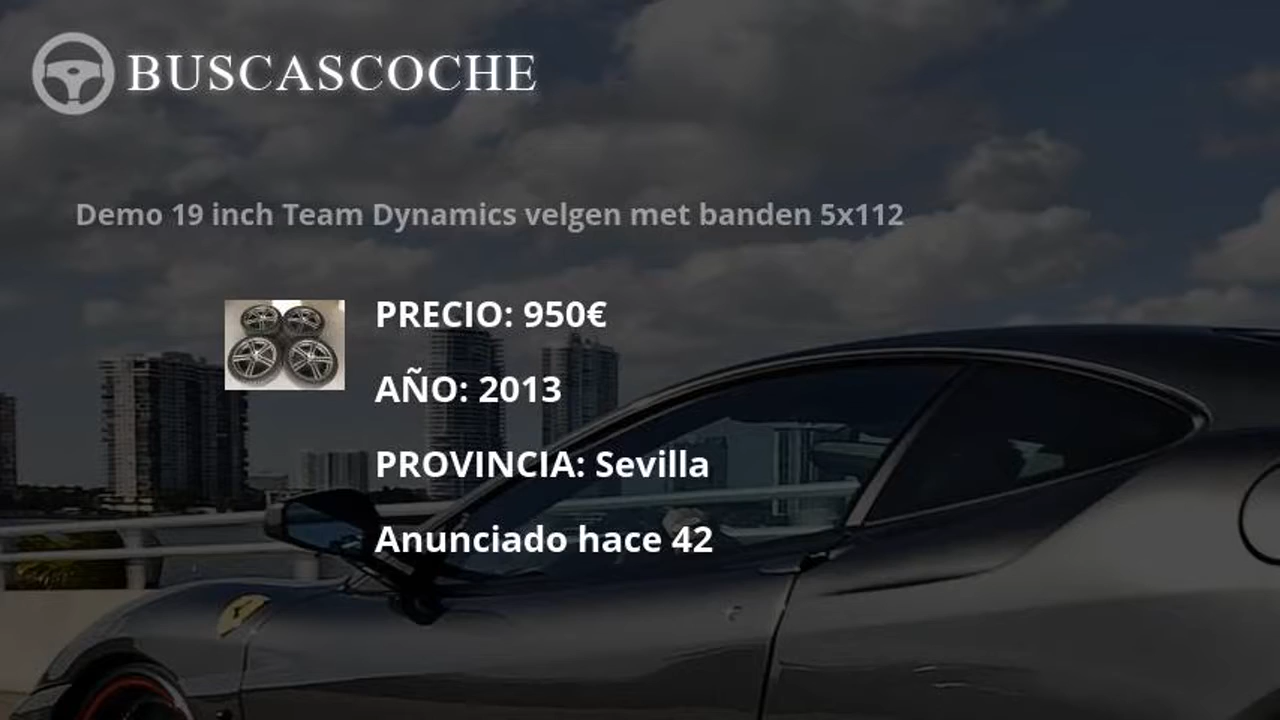 BUSCASCOCHE
Demo 19 inch Team Dynamics velgen met banden 5x112
PRECIO: 950€
AÑO: 2013
PROVINCIA: Sevilla
Anunciado hace 42